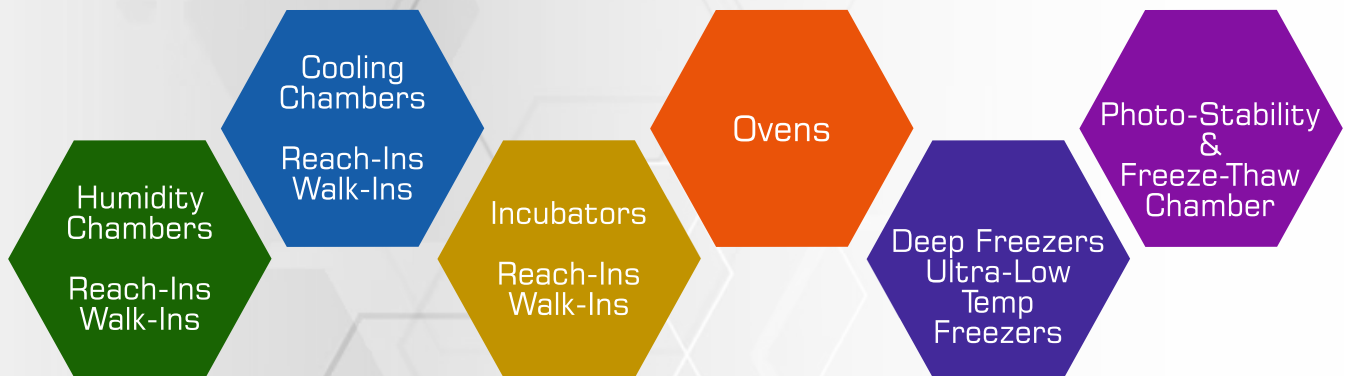 Humidity
Chambers
Reach-Ins
Walk-Ins
Cooling
Chambers
Reach-Ins
Walk-Ins
Incubators
Reach-Ins
Walk-Ins
Ovens
Deep Freezers
Ultra-Low
Temp
Freezers
Photo-Stability
&
Freeze-Thaw
Chamber